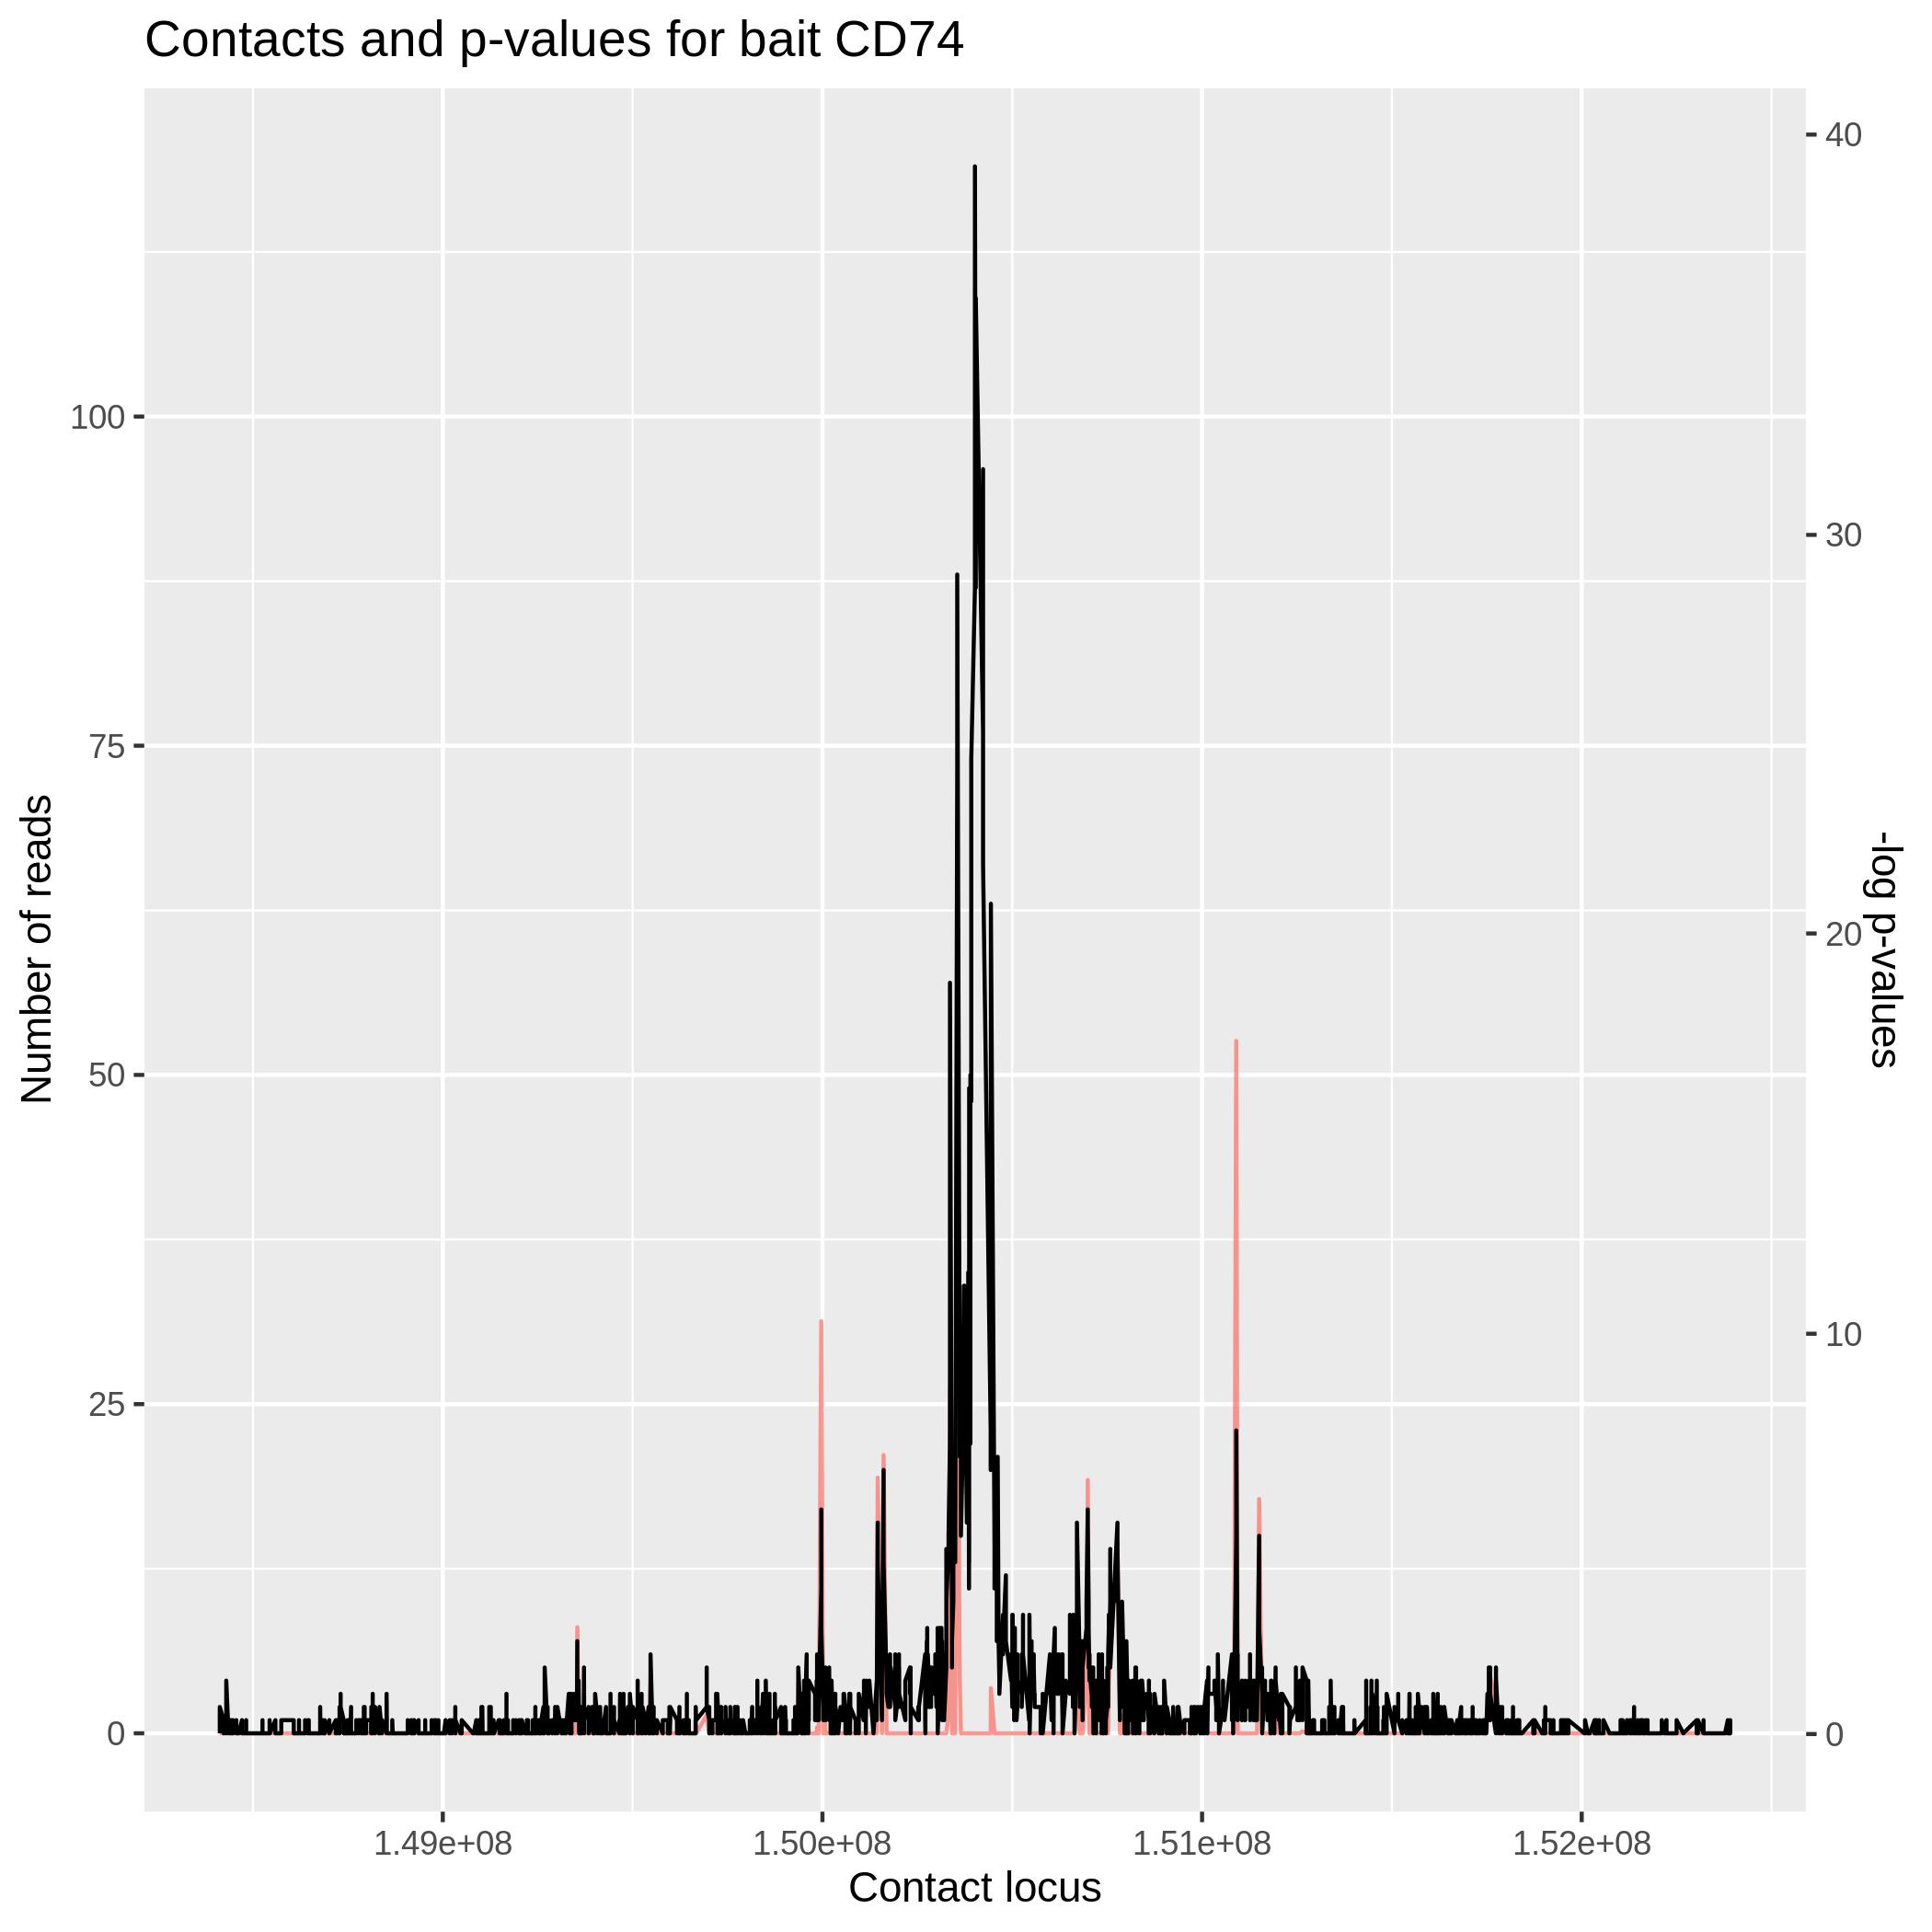 Contacts and p-values for bait CD74
Number of reads
100
75
50
25
0
40
30
20
10
0
-log p-values
1.49e+08
1.50e+08
1.51e+08
1.52e+08
Contact locus